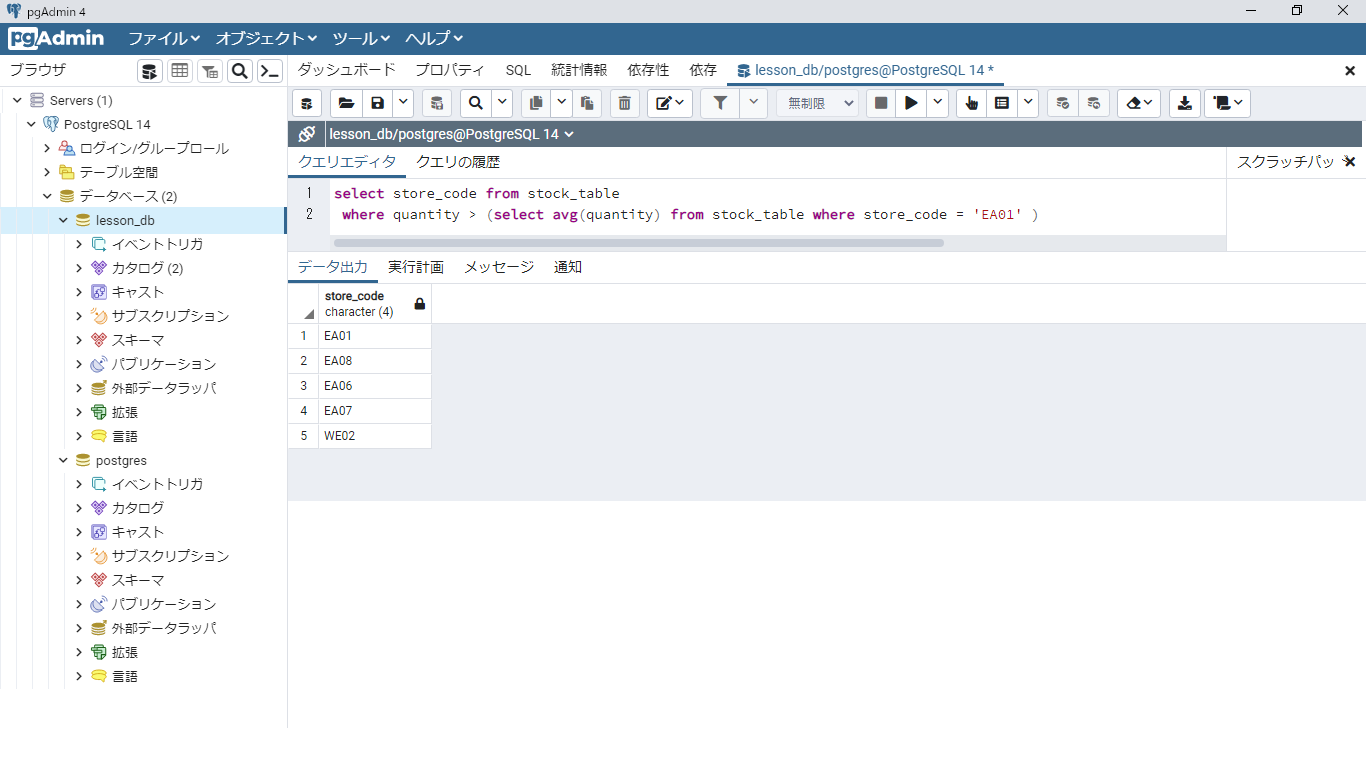 pgAdmin 4
pgAdmin ファイル オブジェクト ツール ヘルプ
ブラウザ
ダッシュボード プロパティ SQL 統計情報 依存性 依存 lesson_db/postgres@PostgreSQL 14 *
無制限
lesson_db/postgres@PostgreSQL 14
クエリエディタ クエリの履歴 スクラッチパッ
1 select store_code from stock_table
2 where quantity > (select avg(quantity) from stock_table where store_code = 'EA01' )
データ出力 実行計画 メッセージ 通知
store_code
character (4)
1 EA01
2 EA08
3 EA06
4 EA07
5 WE02
Servers (1)
PostgreSQL 14
ログイン/グループロール
テーブル空間
データベース (2)
lesson_db
イベントトリガ
カタログ (2)
キャスト
サブスクリプション
スキーマ
パブリケーション
外部データラッパ
拡張
言語
postgres
イベントトリガ
カタログ
キャスト
サブスクリプション
スキーマ
パブリケーション
外部データラッパ
拡張
言語